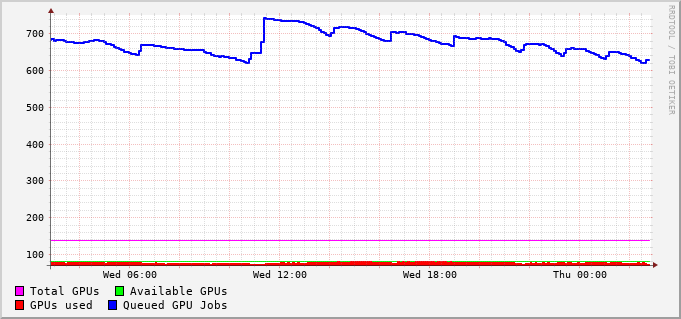 700
600
500
400
300
200
100
Wed 06:00 Wed 12:00 Wed 18:00 Thu 00:00
Total GPUs Available GPUs
GPUs used Queued GPU Jobs
RRDTOOL / TOBI OETIKER